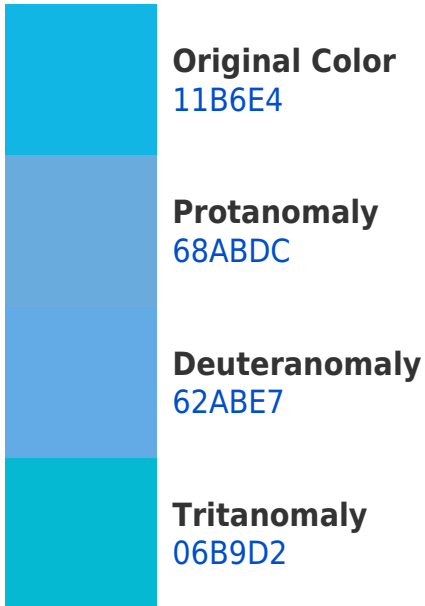 Original Color
11B6E4
Protanomaly
68ABDC
Deuteranomaly
62ABE7
Tritanomaly
06B9D2